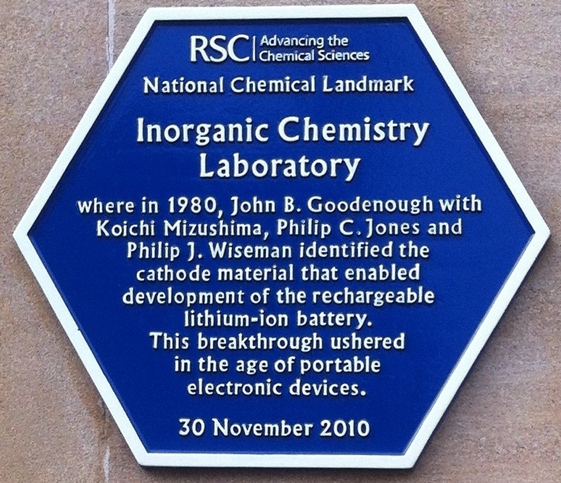 RSC | Advancing the
Chemical Sciences
National Chemical Landmark
Inorganic Chemistry
Laboratory
where in 1980, John B. Goodenough with
Koichi Mizushima, Philip C. Jones and
Philip J. Wiseman identified the
cathode material that enabled
development of the rechargeable
lithium-ion battery.
This breakthrough ushered
in the age of portable
electronic devices.
30 November 2010